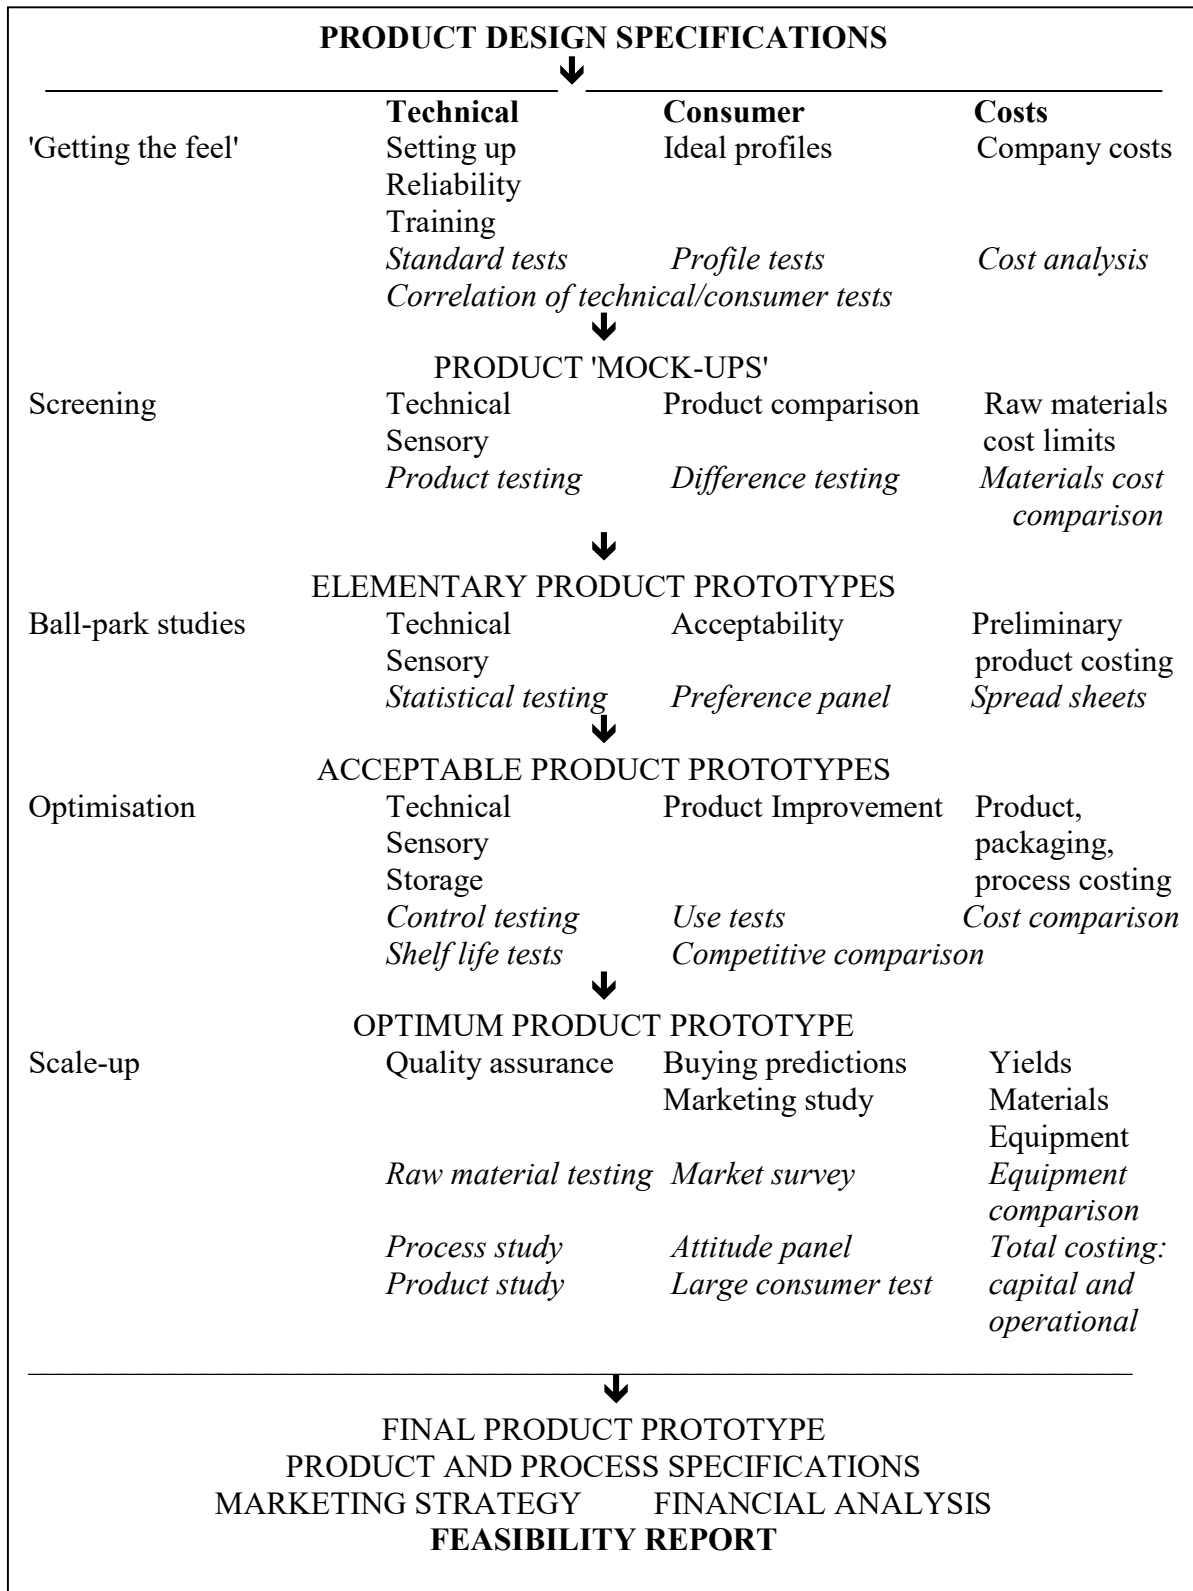 PRODUCT DESIGN SPECIFICATIONS
Technical Consumer Costs
'Getting the feel' Setting up Ideal profiles Company costs
Reliability
Training
Standard tests Profile tests Cost analysis
Correlation of technical/consumer tests
PRODUCT 'MOCK-UPS'
Screening Technical Product comparison Raw materials
Sensory cost limits
Product testing Difference testing Materials cost
comparison
ELEMENTARY PRODUCT PROTOTYPES
Ball-park studies Technical Acceptability Preliminary
Sensory product costing
Statistical testing Preference panel Spread sheets
ACCEPTABLE PRODUCT PROTOTYPES
Optimisation Technical Product Improvement Product,
Sensory packaging,
Storage process costing
Control testing Use tests Cost comparison
Shelf life tests Competitive comparison
OPTIMUM PRODUCT PROTOTYPE
Scale-up Quality assurance Buying predictions Yields
Marketing study Materials
Equipment
Raw material testing Market survey Equipment
comparison
Process study Attitude panel Total costing:
Product study Large consumer test capital and
operational
FINAL PRODUCT PROTOTYPE
PRODUCT AND PROCESS SPECIFICATIONS
MARKETING STRATEGY FINANCIAL ANALYSIS
FEASIBILITY REPORT